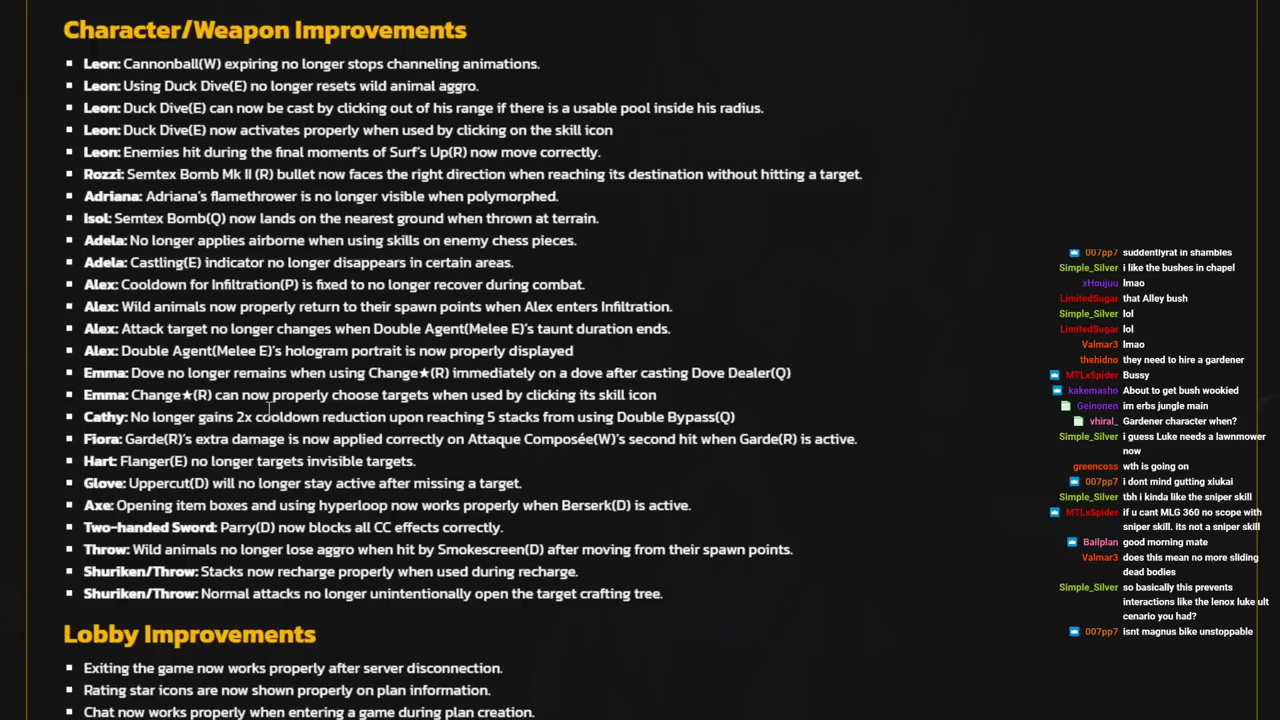 Character/Weapon Improvements
Leon: Cannonball(W) expiring no longer stops channeling animations.
Leon: Using Duck Dive(E) no longer resets wild animal aggro.
Leon: Duck Dive(E) can now be cast by clicking out of his range if there is a usable pool inside his radius.
Leon: Duck Dive(E) now activates properly when used by clicking on the skill icon
Leon: Enemies hit during the final moments of Surf's Up(R) now move correctly.
Rozzi: Semtex Bomb Mk II (R) bullet now faces the right direction when reaching its destination without hitting a target.
Adriana: Adriana's flamethrower is no longer visible when polymorphed.
Isol: Semtex Bomb(Q) now lands on the nearest ground when thrown at terrain.
Adela: No longer applies airborne when using skills on enemy chess pieces.
Adela: Castling(E) indicator no longer disappears in certain areas.
Alex: Cooldown for Infiltration(P) is fixed to no longer recover during combat.
Alex: Wild animals now properly return to their spawn points when Alex enters Infiltration.
Alex: Attack target no longer changes when Double Agent(Melee E)'s taunt duration ends.
Alex: Double Agent(Melee E)'s hologram portrait is now properly displayed
Emma: Dove no longer remains when using Change★(R) immediately on a dove after casting Dove Dealer(Q)
Emma: Change★(R) can now properly chose targets when used by clicking its skill icon
Cathy: No longer gains 2x cooldown reduction upon reaching 5 stacks from using Double Bypass(Q)
Fiora: Garde(R)'s extra damage is now applied correctly on Attaque Composée(W)'s second hit when Garde(R) is active.
Hart: Flanger(E) no longer targets invisible targets.
Glove: Uppercut(D) will no longer stay active after missing a target.
Axe: Opening item boxes and using hyperloop now works properly when Berserk(D) is active.
Two-handed Sword: Parry(D) now blocks all CC effects correctly.
Throw: Wild animals no longer lose aggro when hit by Smokescreen(D) after moving from their spawn points.
Shuriken/Throw: Stacks now recharge properly when used during recharge.
Shuriken/Throw: Normal attacks no longer unintentionally open the target crafting tree.
Lobby Improvements
Exiting the game now works properly after server disconnection.
Rating star icons are now shown properly on plan information.
Chat now works properly when entering a game during plan creation.
007pp7 suddentlyrat in shambles
Simple_Silver i like the bushes in chapel
xHoujuu lmao
LimitedSugar that Alley bush
Simple_Silver lol
LimitedSugar lol
Valmar3 lmao
thehidno they need to hire a gardener
MTLxSpider Bussy
kakemasho About to get bush wookied
Geinonen im erbs jungle main
vhiral_ Gardener character when?
Simple_Silver i guess Luke needs a lawnmower
now
greencoss wth is going on
007pp7 i dont mind gutting xiukai
Simple_Silver tbh i kinda like the sniper skill
MTLxSpider if u cant MLG 360 no scope with
sniper skill. its not a sniper skill
Bailplan good morning mate
Valmar3 does this mean no more sliding
dead bodies
Simple_Silver so basically this prevents
interactions like the lenox luke ult
cenario you had?
007pp7 isnt magnus bike unstoppable